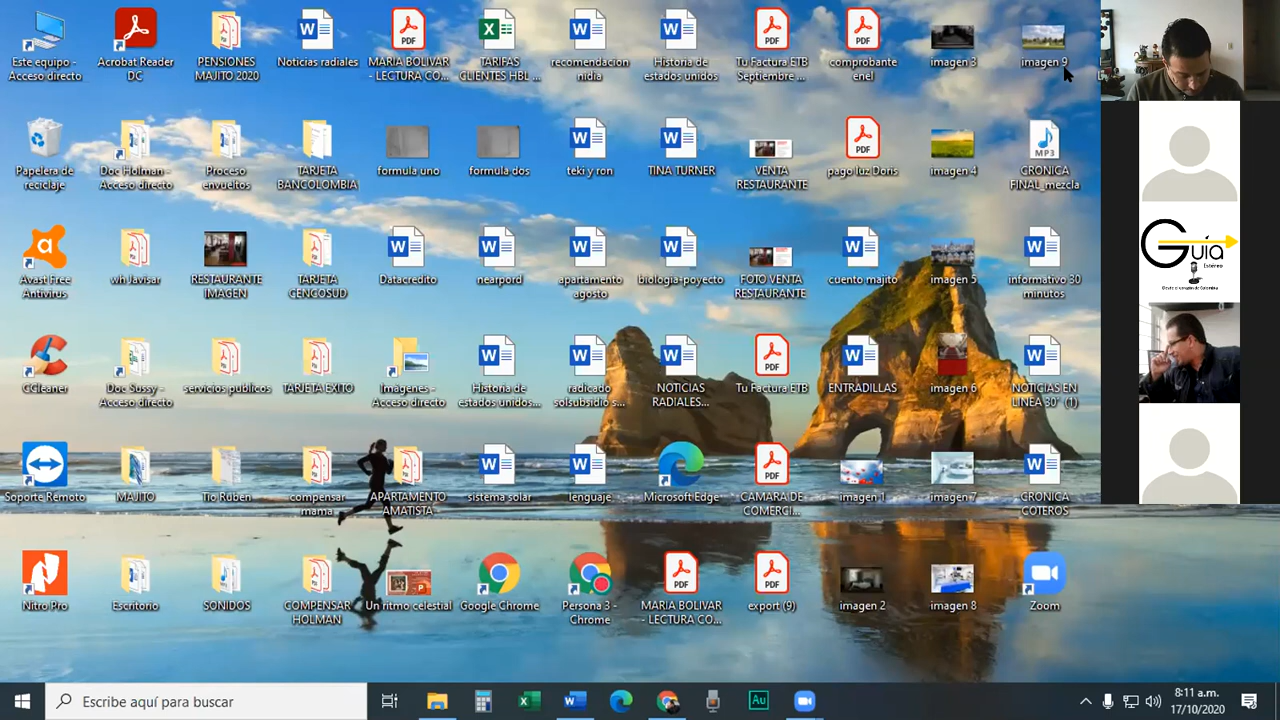 Este equipo -
Acceso directo
Acrobat Reader
DC
PENSIONES
MAJITO 2020
Noticias radiales
MARIA BOLIVAR
- LECTURA CO...
TARIFAS
CLIENTES HBL ...
recomendacion
nidia
Historia de
estados unidos
Tu Factura ETB
Septiembre ...
comprobante
enel
imagen 3
imagen 9
Papelera de
reciclaje
Doc Holman -
Acceso directo
Proceso
envueltos
TARJETA
BANCOLOMBIA
formula uno
formula dos
teki y ron
TINA TURNER
VENTA
RESTAURANTE
pago luz Doris
imagen 4
MP3
CRONICA
FINAL_mezcla
Avast Free
Antivirus
wh Javisar
RESTAURANTE
IMAGEN
TARJETA
CENCOSUD
Datacredito
nearpord
apartamento
agosto
biologia-poyecto
FOTO VENTA
RESTAURANTE
cuento majito
imagen 5
informativo 30
minutos
Guía
Estéreo
Desde el corazón de Colombia
CCleaner
Doc Sussy -
Acceso directo
servicios publicos
TARJETA EXITO
Imágenes -
Acceso directo
Historia de
estados unidos...
radicado
solsubsidio s...
NOTICIAS
RADIALES...
Tu Factura ETB
ENTRADILLAS
imagen 6
NOTICIAS EN
LINEA 30' (1)
Soporte Remoto
MAJITO
Tio Ruben
compensar
mama
APARTAMENTO
AMATISTA-
sistema solar
lenguaje
Microsoft Edge
CAMARA DE
COMERCI...
imagen 1
imagen 7
CRONICA
COTEROS
Nitro Pro
Escritorio
SONIDOS
COMPENSAR
HOLMAN
Un ritmo celestial
Google Chrome
Persona 3 -
Chrome
MARIA BOLIVAR
- LECTURA CO...
export (9)
imagen 2
imagen 8
Zoom
Escribe aquí para buscar
8:11 a.m.
17/10/2020